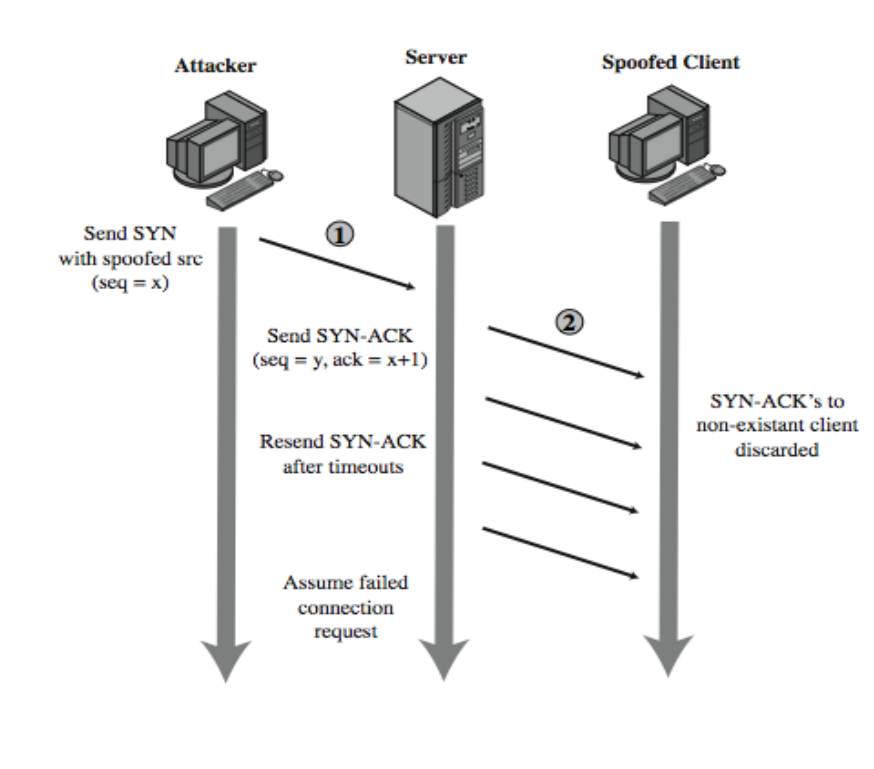 Attacker
Server
Spoofed Client
Send SYN
with spoofed src
(seq = x)
1
Send SYN-ACK
(seq = y, ack = x+1)
2
SYN-ACK's to
non-existant client
discarded
Resend SYN-ACK
after timeouts
Assume failed
connection
request